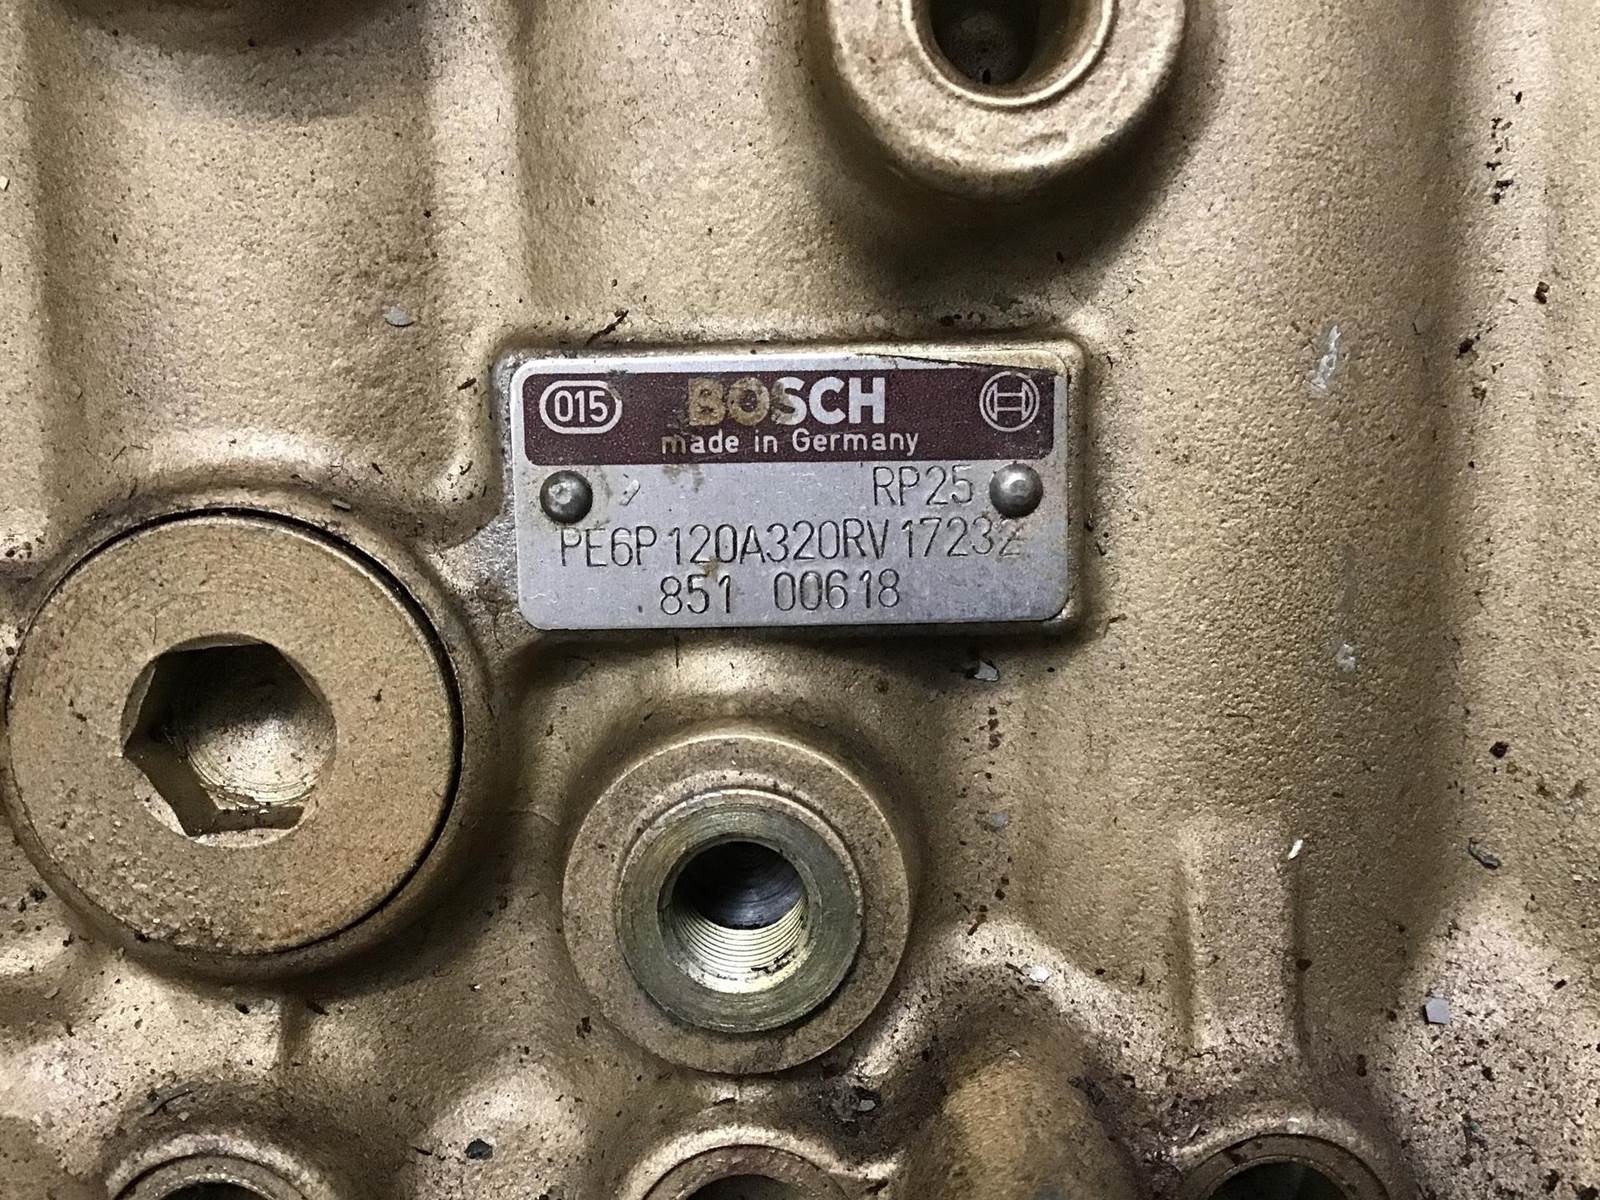 015 BOSCH
made in Germany
RP25
PE6P120A320RV17232
851 00618